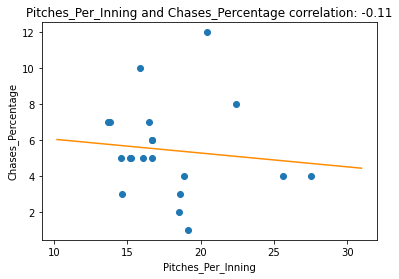 Pitches_Per_Inning and Chases_Percentage correlation: -0.11
12
10
8
6
4
2
Chases_Percentage
10 15 20 25 30
Pitches_Per_Inning